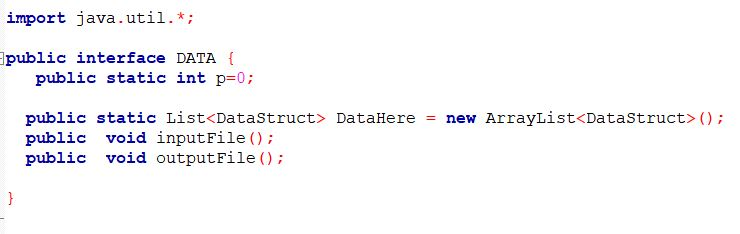 import java.util.*;
public interface DATA {
public static int p=0;
public static List<DataStruct> DataHere = new ArrayList<DataStruct>();
public  void inputFile();
public  void outputFile();
}